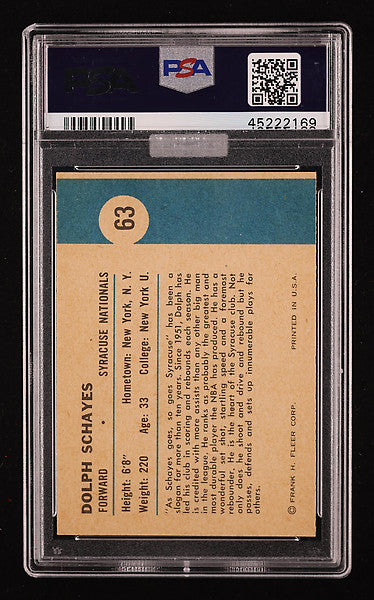 PSA
PSA
45222169
63
DOLPH SCHAYES
FORWARD • SYRACUSE NATIONALS
Height: 6'8" Hometown: New York, N. Y.
Weight: 220 Age: 33 College: New York U.
"As Schayes goes, so goes Syracuse" has been a
slogan for more than ten years. Since 1951, Dolph has
led his club in scoring and rebounds each season. He
is credited with more assists than any other big man
in the league. He ranks as probably the greatest and
most durable player the NBA has produced. He has a
wonderful set shot, startling speed and a foremost
rebounder. He is the heart of the Syracuse club. Not
only does he shoot and drive and rebound but he
passes, defends and sets up innumerable plays for
others.
© FRANK H. FLEER CORP. PRINTED IN U.S.A.